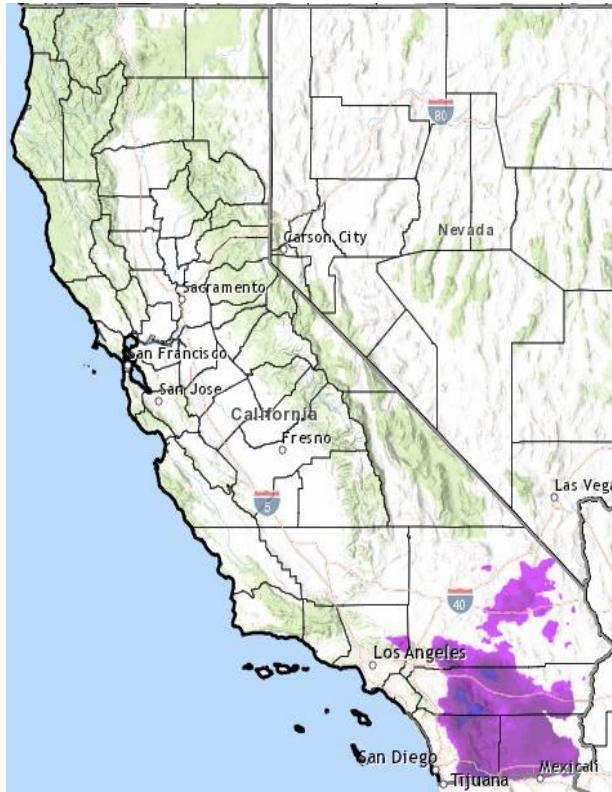 80
Nevada
Carson City
Sacramento
San Francisco
San Jose
California
Fresno
5
Las Vega
40
Los Angeles
San Diego
Mexicali
Tijuana